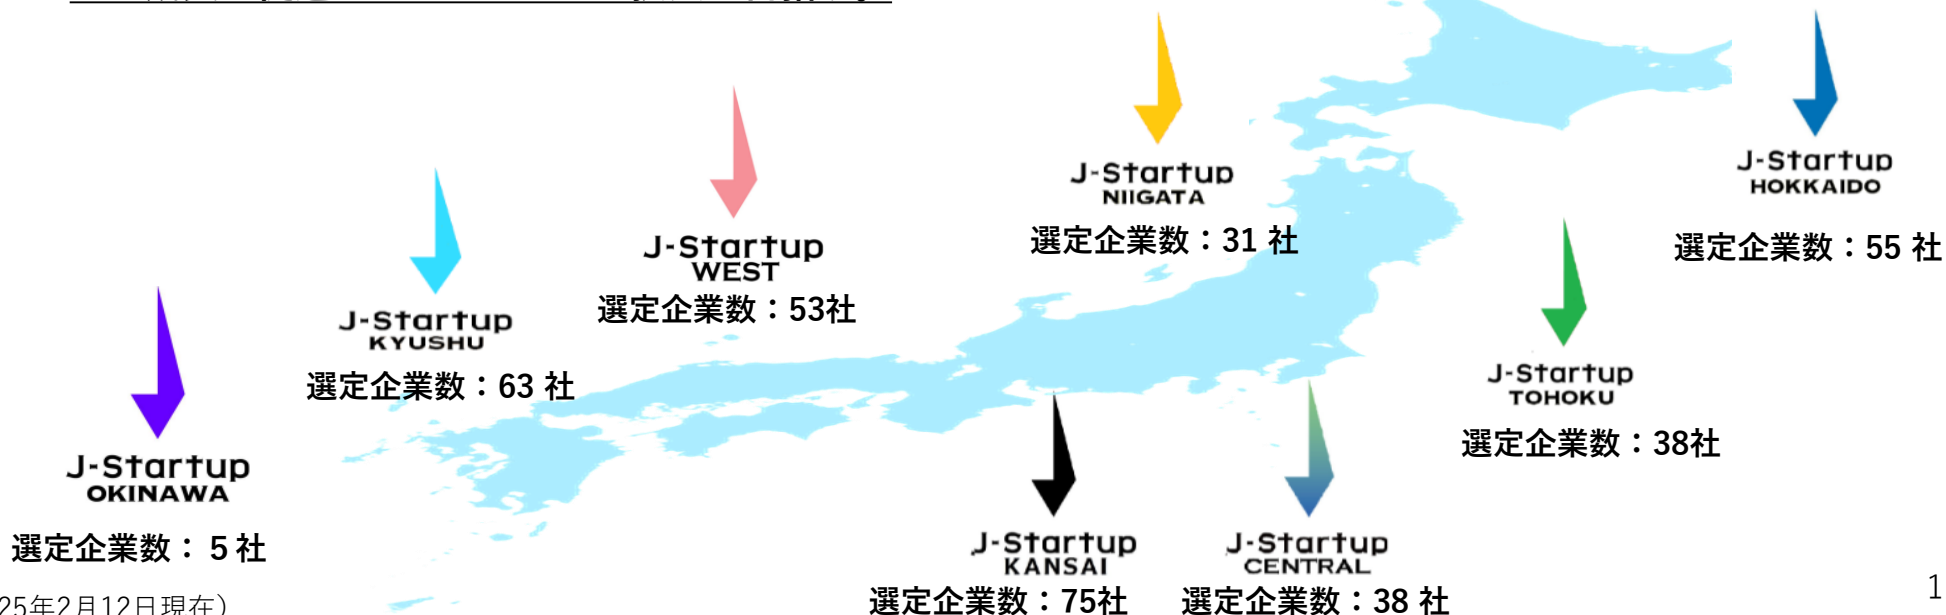 J-Startup
NIIGATA
選定企業数：31 社
J-Startup
HOKKAIDO
選定企業数：55 社
J-Startup
WEST
選定企業数：53社
J-Startup
KYUSHU
選定企業数：63 社
J-Startup
TOHOKU
選定企業数：38社
J-Startup
OKINAWA
選定企業数： 5 社
J-Startup
KANSAI
選定企業数：75社
J-Startup
CENTRAL
選定企業数：38 社
25年2月12日現在）
1